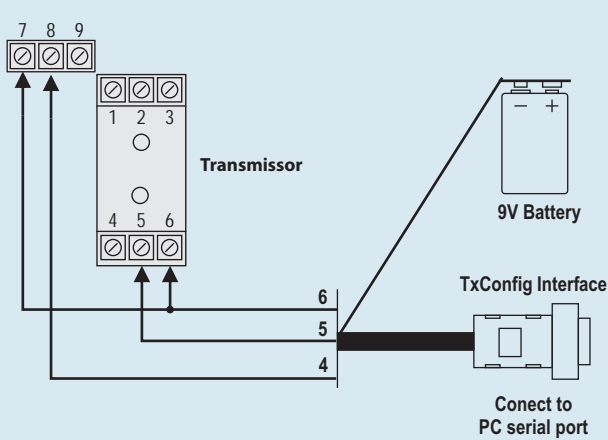 7 8 9
1 2 3
Transmissor
4 5 6
− +
9V Battery
TxConfig Interface
6
5
4
Conect to
PC serial port